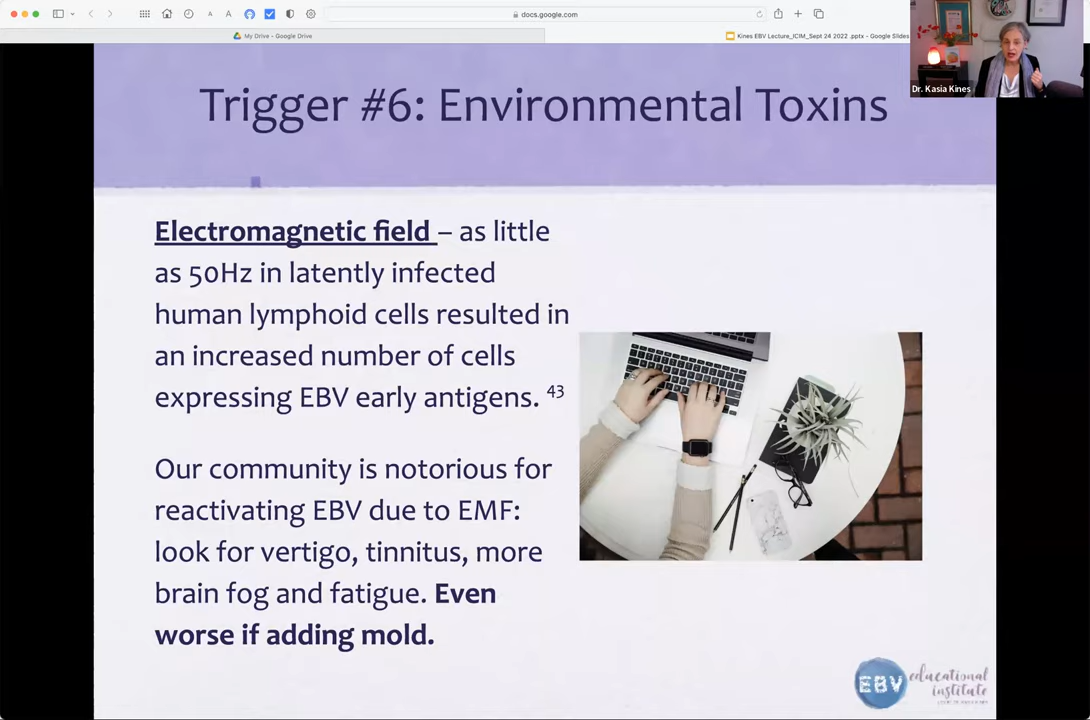 docs.google.com
My Drive - Google Drive
Kines EBV Lecture_ICIM_Sept 24 2022 .pptx - Google Slides
Dr. Kasia Kines
Trigger #6: Environmental Toxins
Electromagnetic field – as little
as 50Hz in latently infected
human lymphoid cells resulted in
an increased number of cells
expressing EBV early antigens. 43
Our community is notorious for
reactivating EBV due to EMF:
look for vertigo, tinnitus, more
brain fog and fatigue. Even
worse if adding mold.
EBV educational
institute